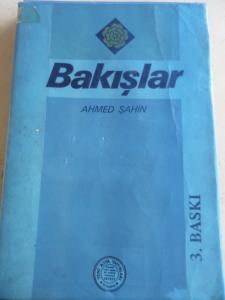 Bakışlar
AHMED ŞAHİN
3. BASKI